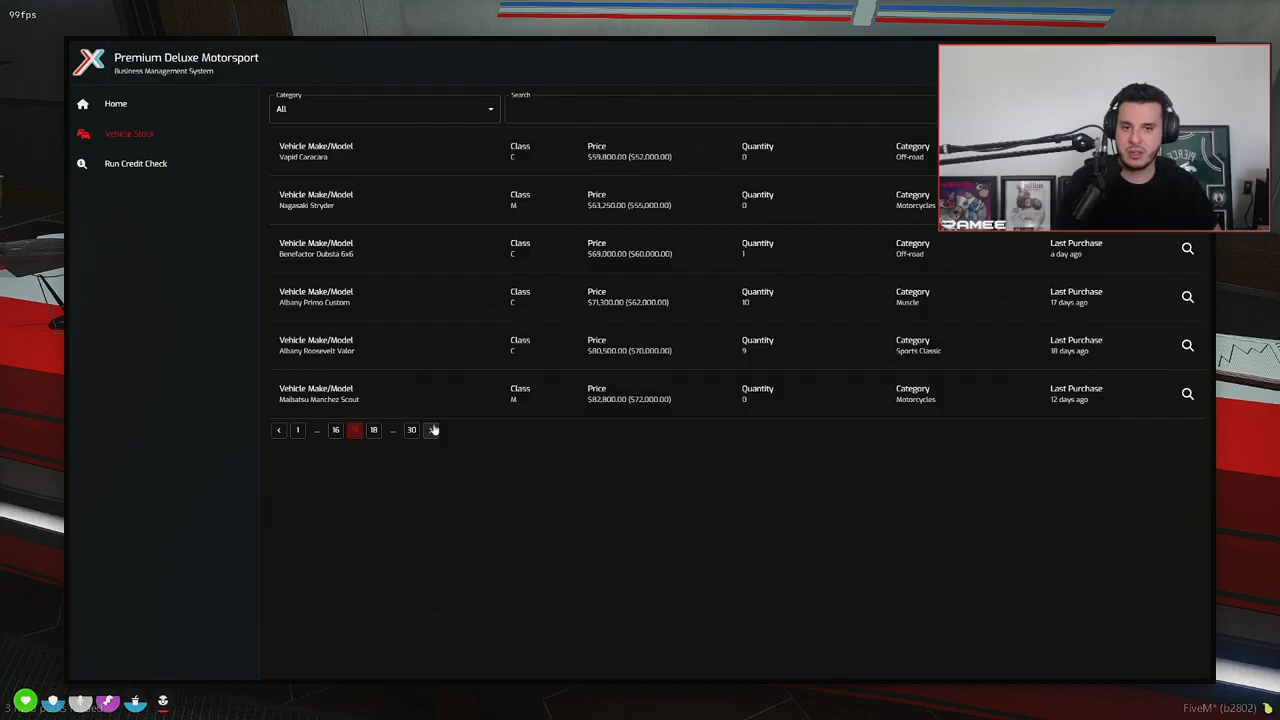 99fps
Premium Deluxe Motorsport
Business Management System
Home
Vehicle Stock
Run Credit Check
Category
All
Search
Vehicle Make/Model Class Price Quantity Category
Vapid Caracara C $59,800.00 ($52,000.00) 0 Off-road
Vehicle Make/Model Class Price Quantity Category
Nagasaki Stryder M $63,250.00 ($55,000.00) 0 Motorcycles
Vehicle Make/Model Class Price Quantity Category Last Purchase
Benefactor Dubsta 6x6 C $69,000.00 ($60,000.00) 1 Off-road a day ago
Vehicle Make/Model Class Price Quantity Category Last Purchase
Albany Primo Custom C $71,300.00 ($62,000.00) 10 Muscle 17 days ago
Vehicle Make/Model Class Price Quantity Category Last Purchase
Albany Roosevelt Valor C $80,500.00 ($70,000.00) 9 Sports Classic 18 days ago
Vehicle Make/Model Class Price Quantity Category Last Purchase
Maibatsu Manchez Scout M $82,800.00 ($72,000.00) 0 Motorcycles 12 days ago
< 1 ... 16 17 18 ... 30
RAMEE
PIERCE
FiveM* (b2802)